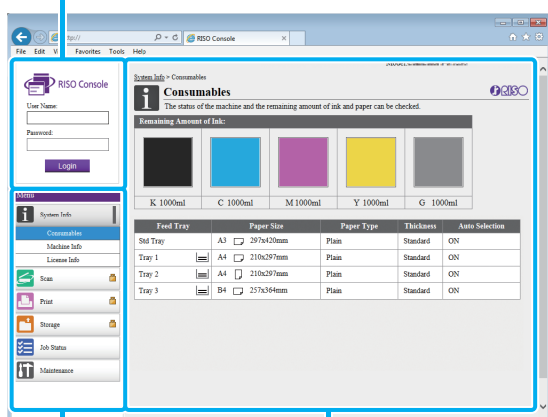 http://
RISO Console
File Edit Favorites Tools Help
RISO Console
User Name:
Password:
Login
Menu
System Info
Consumables
Machine Info
License Info
Scan
Print
Storage
Job Status
Maintenance
System Info > Consumables
Consumables
RISO
The status of the machine and the remaining amount of ink and paper can be checked.
Remaining Amount of Ink:
K 1000ml C 1000ml M 1000ml Y 1000ml G 1000ml
Feed Tray Paper Size Paper Type Thickness Auto Selection
Std Tray A3 297x420mm Plain Standard ON
Tray 1 A4 210x297mm Plain Standard ON
Tray 2 A4 210x297mm Plain Standard ON
Tray 3 B4 257x364mm Plain Standard ON